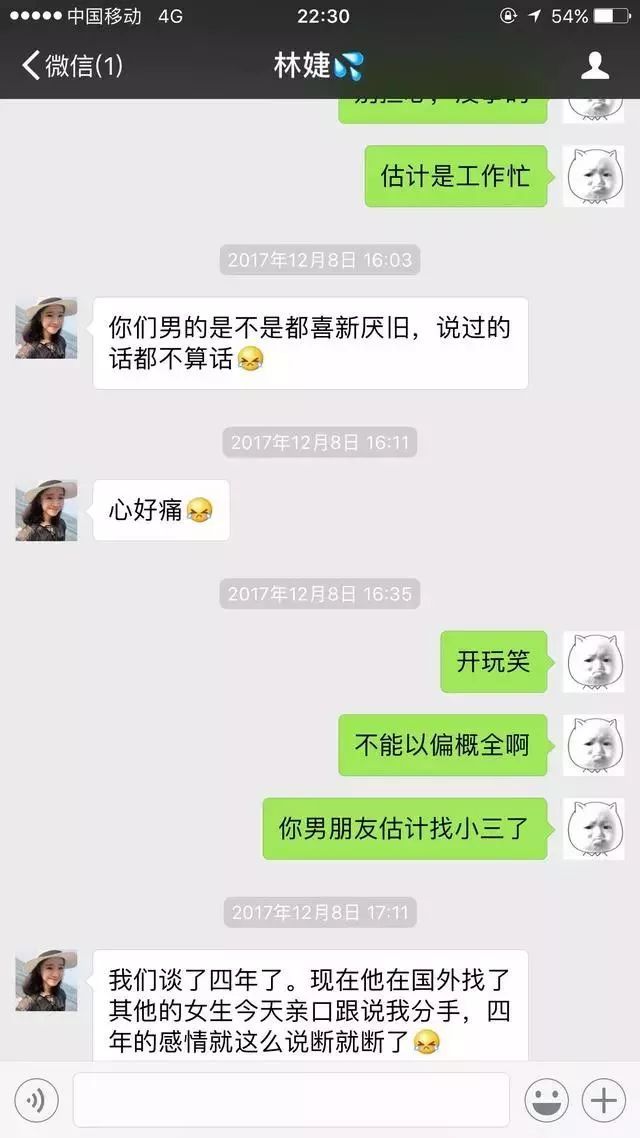 中国移动 4G 22:30 54%
微信(1) 林婕
估计是工作忙
2017年12月8日 16:03
你们男的是不是都喜新厌旧，说过的
话都不算话
2017年12月8日 16:11
心好痛
2017年12月8日 16:35
开玩笑
不能以偏概全啊
你男朋友估计找小三了
2017年12月8日 17:11
我们谈了四年了。现在他在国外找了
其他的女生今天亲口跟说我分手，四
年的感情就这么说断就断了